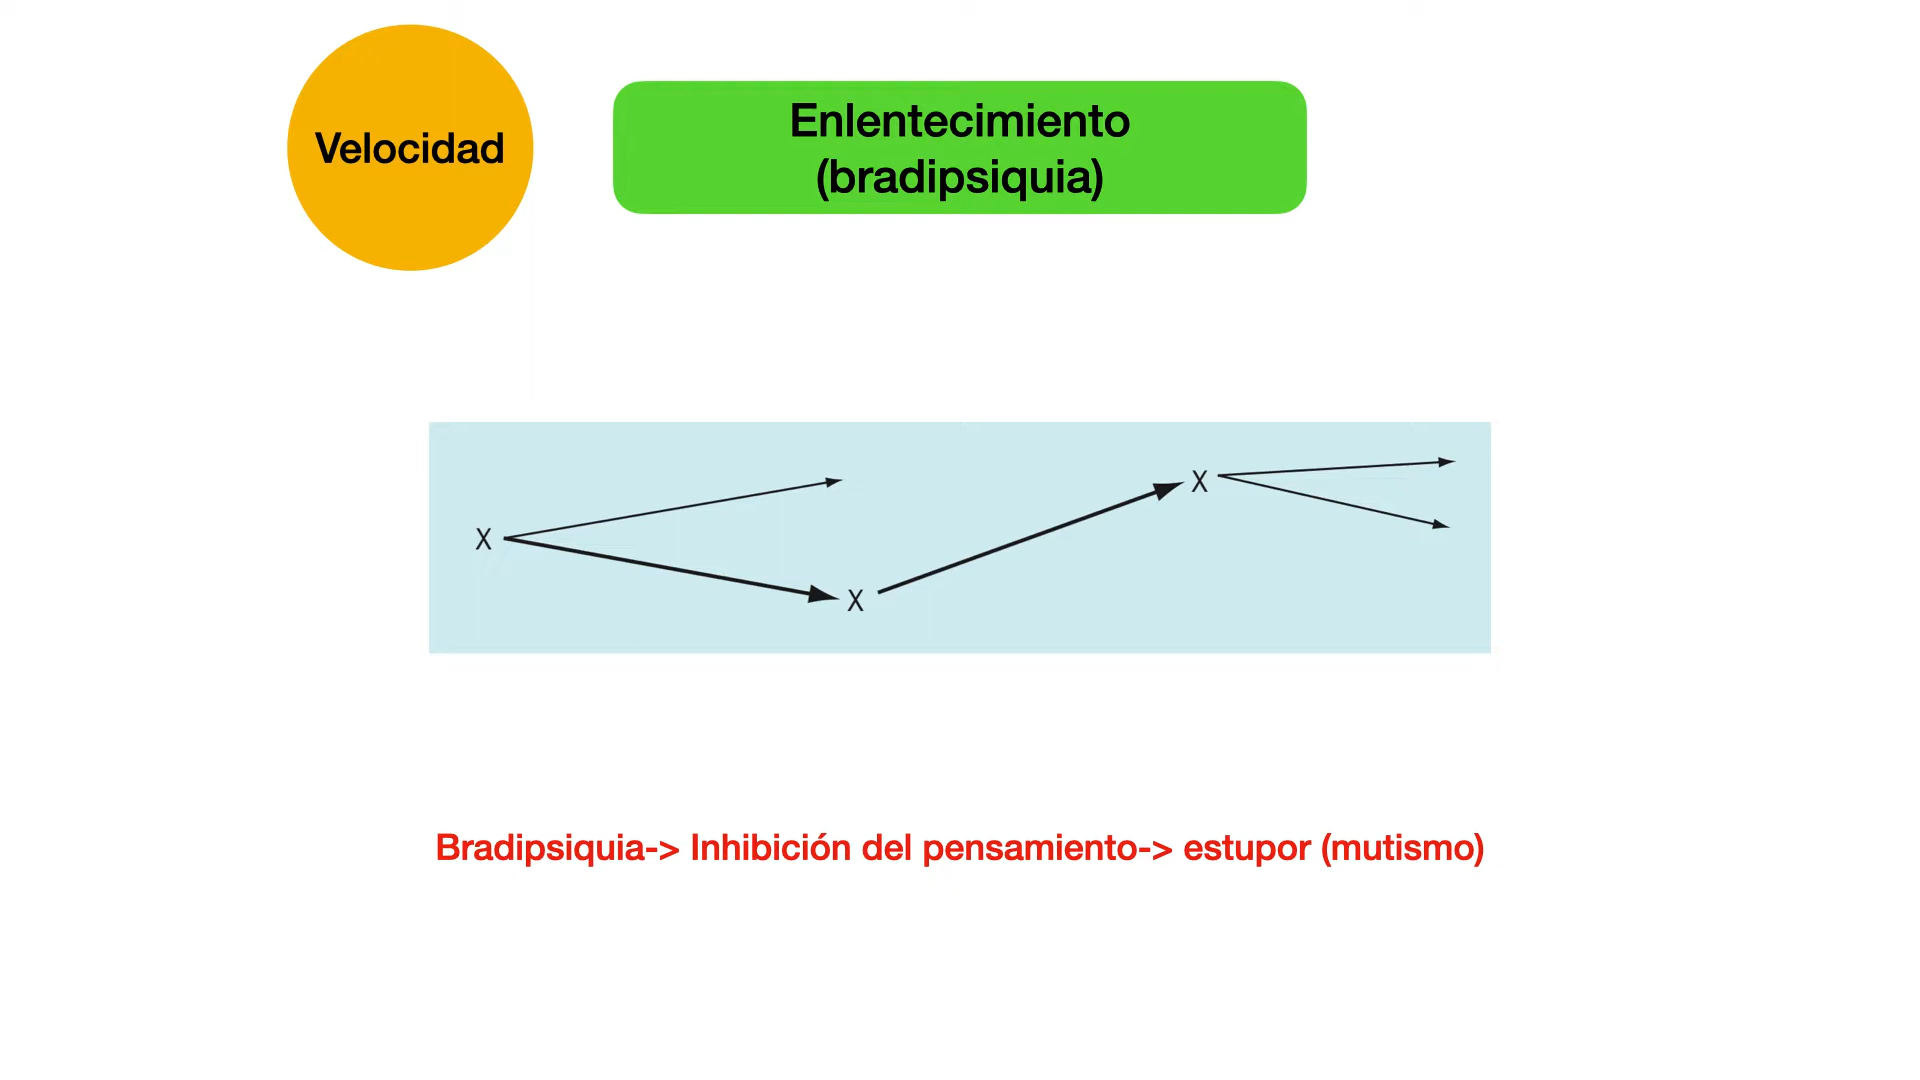 Velocidad
Enlentecimiento
(bradipsiquia)
X
X
X
Bradipsiquia-> Inhibición del pensamiento-> estupor (mutismo)